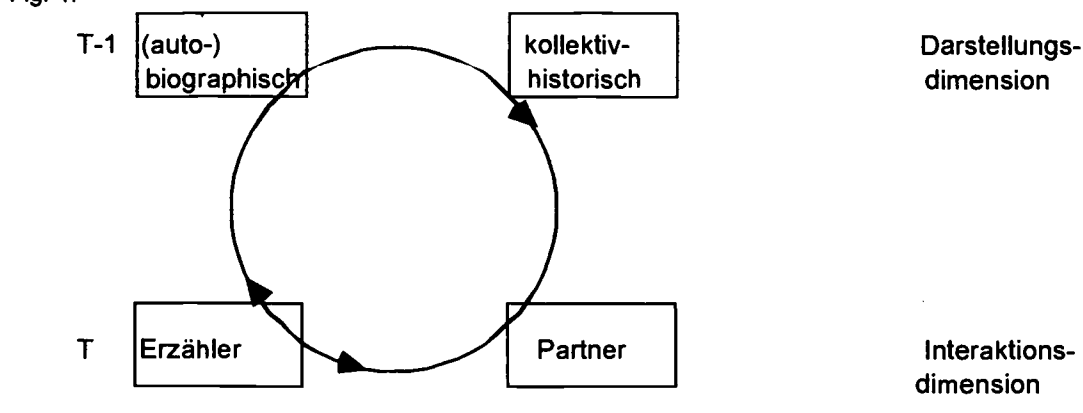 T-1 (auto-) kollektiv- Darstellungs-
biographisch historisch dimension
T Erzähler Partner Interaktions-
dimension